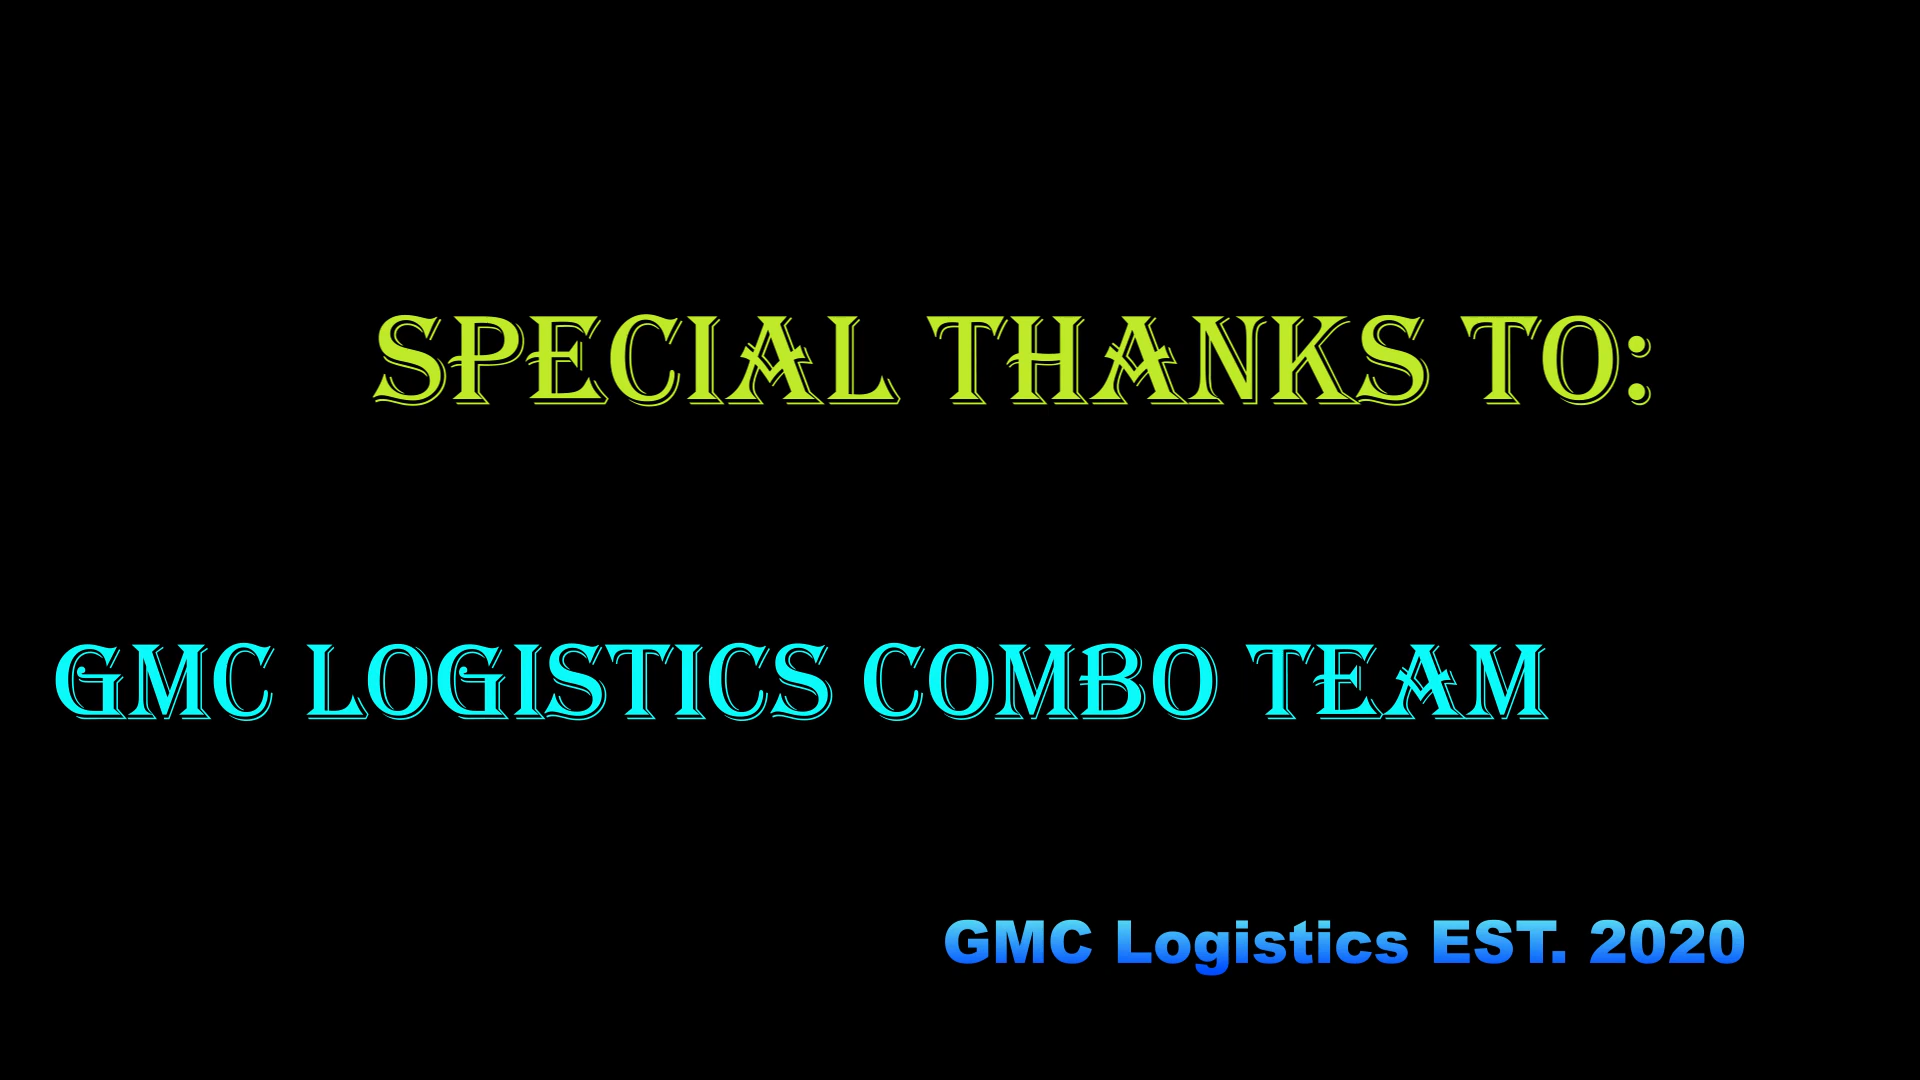 SPECIAL THANKS TO:
GMC LOGISTICS COMBO TEAM
GMC Logistics EST. 2020